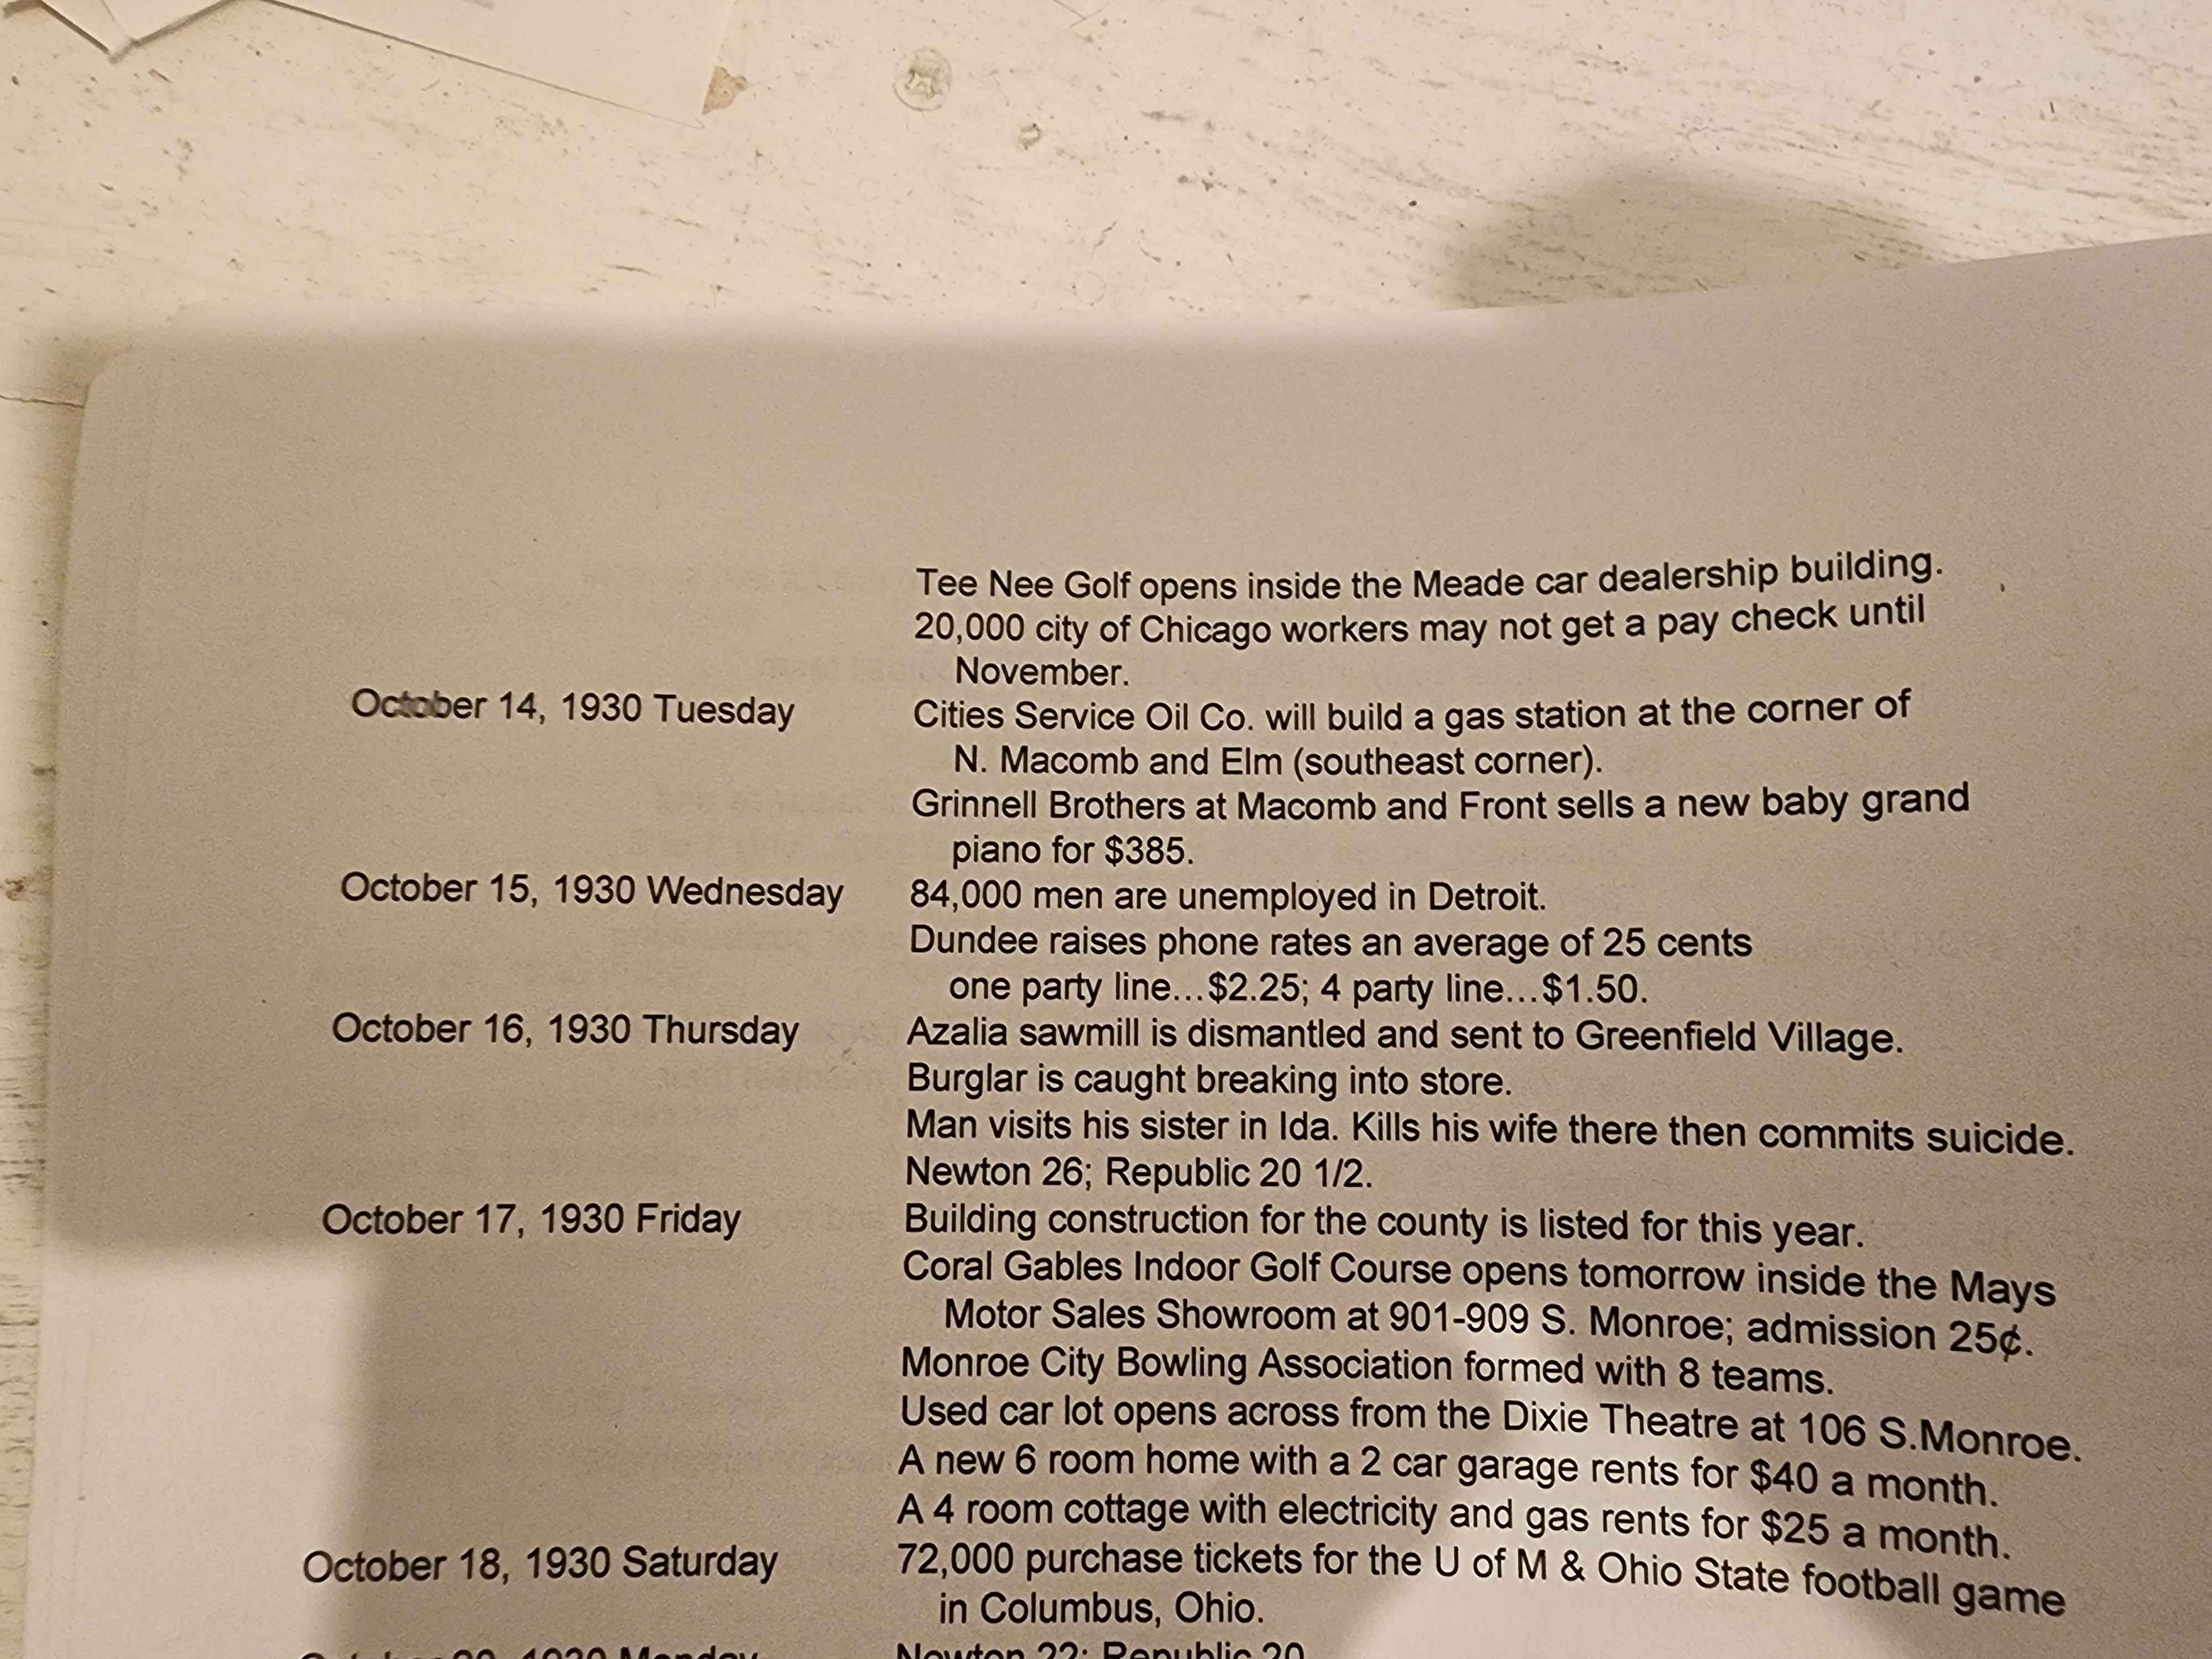 Tee Nee Golf opens inside the Meade car dealership building.
20,000 city of Chicago workers may not get a pay check until
November.
October 14, 1930 Tuesday Cities Service Oil Co. will build a gas station at the corner of
N. Macomb and Elm (southeast corner).
Grinnell Brothers at Macomb and Front sells a new baby grand
piano for $385.
October 15, 1930 Wednesday 84,000 men are unemployed in Detroit.
Dundee raises phone rates an average of 25 cents
one party line...$2.25; 4 party line...$1.50.
October 16, 1930 Thursday Azalia sawmill is dismantled and sent to Greenfield Village.
Burglar is caught breaking into store.
Man visits his sister in Ida. Kills his wife there then commits suicide.
Newton 26; Republic 20 1/2.
October 17, 1930 Friday Building construction for the county is listed for this year.
Coral Gables Indoor Golf Course opens tomorrow inside the Mays
Motor Sales Showroom at 901-909 S. Monroe; admission 25¢.
Monroe City Bowling Association formed with 8 teams.
Used car lot opens across from the Dixie Theatre at 106 S.Monroe.
A new 6 room home with a 2 car garage rents for $40 a month.
A 4 room cottage with electricity and gas rents for $25 a month.
October 18, 1930 Saturday 72,000 purchase tickets for the U of M & Ohio State football game
in Columbus, Ohio.
October 20, 1930 Monday Newton 22; Republic 20